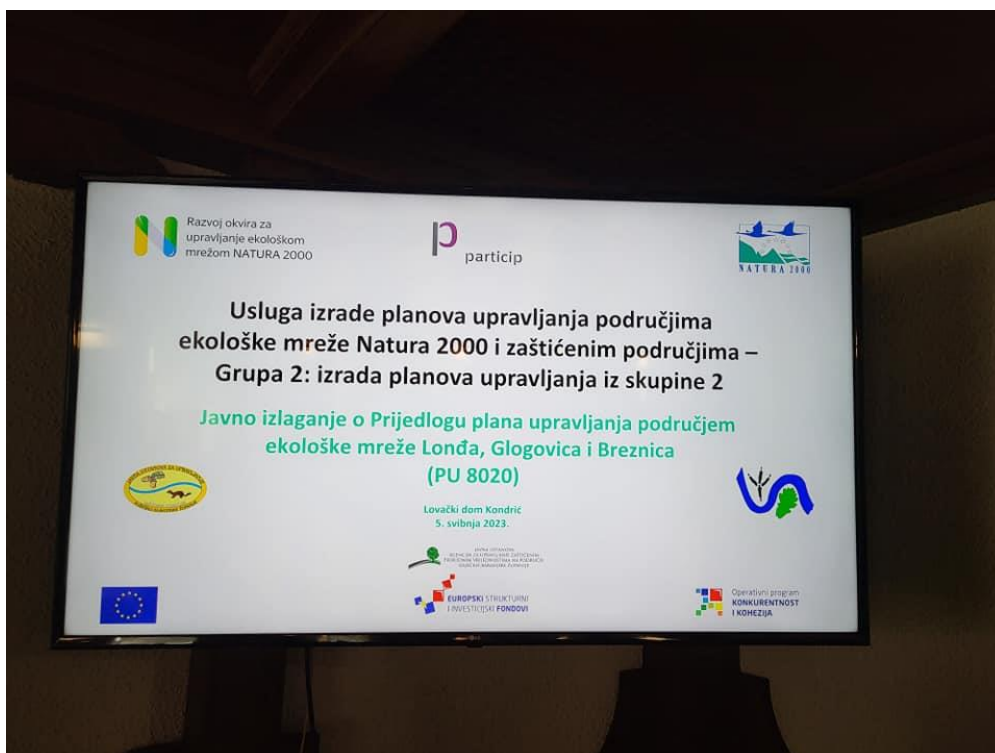 Razvoj okvira za
upravljanje ekološkom
mrežom NATURA 2000
particip
NATURA 2000
Usluga izrade planova upravljanja područjima
ekološke mreže Natura 2000 i zaštićenim područjima –
Grupa 2: izrada planova upravljanja iz skupine 2
Javno izlaganje o Prijedlogu plana upravljanja područjem
ekološke mreže Lonđa, Glogovica i Breznica
(PU 8020)
Lovački dom Kondrić
5. svibnja 2023.
JAVNA USTANOVA
EUROPSKI STRUKTURNI
I INVESTICIJSKI FONDOVI
Operativni program
KONKURENTNOST
I KOHEZIJA